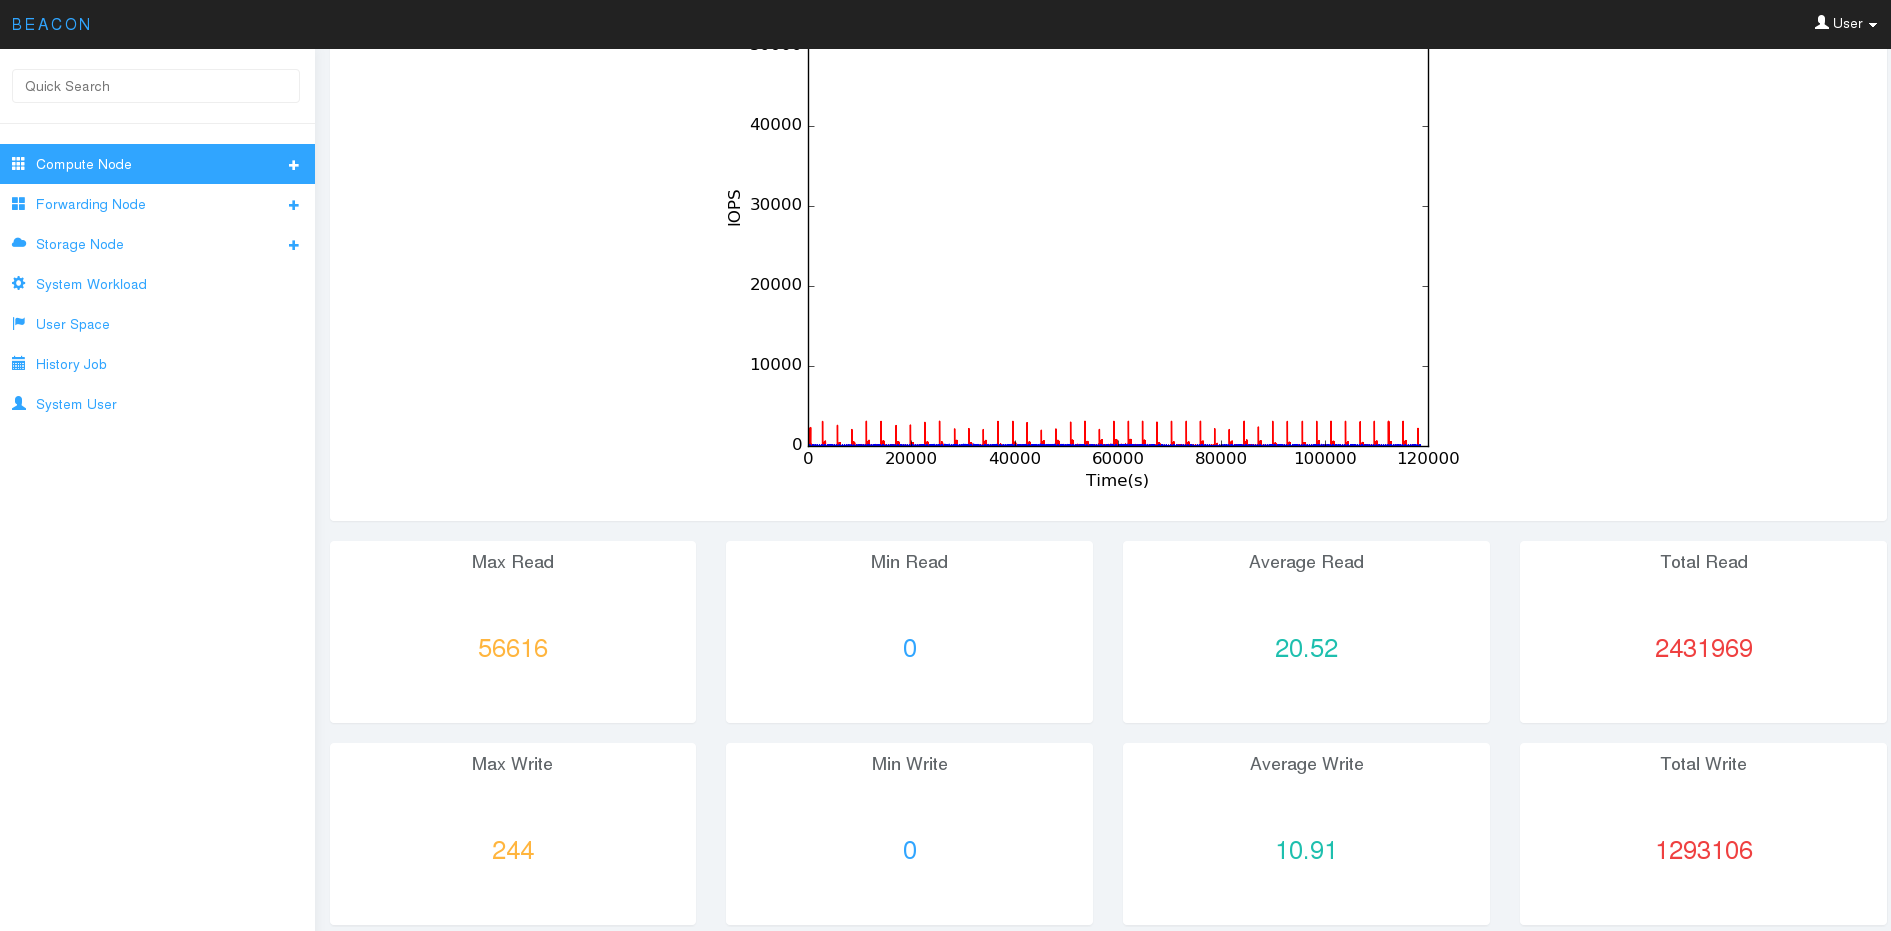 BEACON
User
Quick Search
Compute Node
Forwarding Node
Storage Node
System Workload
User Space
History Job
System User
40000
30000
20000
10000
0
IOPS
0 20000 40000 60000 80000 100000 120000
Time(s)
Max Read
Min Read
Average Read
Total Read
56616
0
20.52
2431969
Max Write
Min Write
Average Write
Total Write
244
0
10.91
1293106